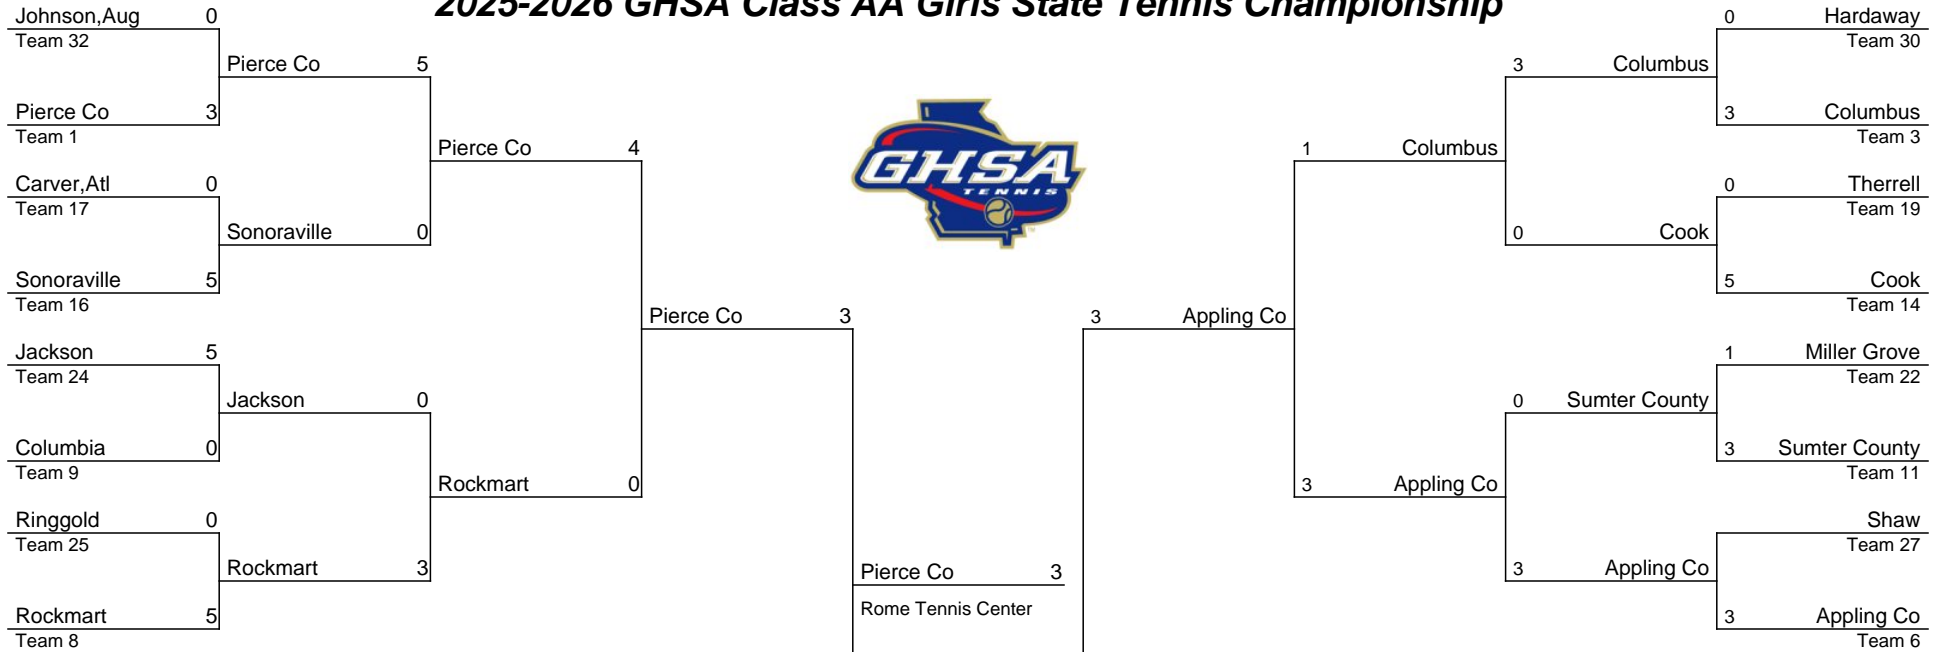 2025-2026 GHSA Class AA Girls State Tennis Championship
Johnson,Aug 0
Team 32
Pierce Co 5
Pierce Co 3
Team 1
Pierce Co 4
Carver,Atl 0
Team 17
Sonoraville 0
Sonoraville 5
Team 16
Pierce Co 3
Jackson 5
Team 24
Jackson 0
Columbia 0
Team 9
Rockmart 0
Ringgold 0
Team 25
Rockmart 3
Rockmart 5
Team 8
GHSA
TENNIS
TM
Pierce Co 3
Rome Tennis Center
0 Hardaway
Team 30
3 Columbus
3 Columbus
Team 3
1 Columbus
0 Therrell
Team 19
0 Cook
5 Cook
Team 14
3 Appling Co
1 Miller Grove
Team 22
0 Sumter County
3 Sumter County
Team 11
3 Appling Co
Shaw
Team 27
3 Appling Co
3 Appling Co
Team 6